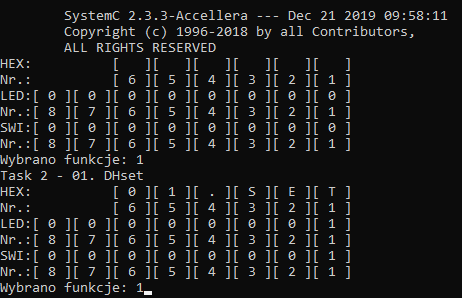 SystemC 2.3.3-Accellera --- Dec 21 2019 09:58:11
Copyright (c) 1996-2018 by all Contributors,
ALL RIGHTS RESERVED
HEX:          [   ][   ][   ][   ][   ][   ]
Nr.:          [ 6 ][ 5 ][ 4 ][ 3 ][ 2 ][ 1 ]
LED:[ 0 ][ 0 ][ 0 ][ 0 ][ 0 ][ 0 ][ 0 ][ 0 ]
Nr.:[ 8 ][ 7 ][ 6 ][ 5 ][ 4 ][ 3 ][ 2 ][ 1 ]
SWI:[ 0 ][ 0 ][ 0 ][ 0 ][ 0 ][ 0 ][ 0 ][ 0 ]
Nr.:[ 8 ][ 7 ][ 6 ][ 5 ][ 4 ][ 3 ][ 2 ][ 1 ]
Wybrano funkcje: 1
Task 2 - 01. DHset
HEX:          [ 0 ][ 1 ][ . ][ S ][ E ][ T ]
Nr.:          [ 6 ][ 5 ][ 4 ][ 3 ][ 2 ][ 1 ]
LED:[ 0 ][ 0 ][ 0 ][ 0 ][ 0 ][ 0 ][ 0 ][ 1 ]
Nr.:[ 8 ][ 7 ][ 6 ][ 5 ][ 4 ][ 3 ][ 2 ][ 1 ]
SWI:[ 0 ][ 0 ][ 0 ][ 0 ][ 0 ][ 0 ][ 0 ][ 1 ]
Nr.:[ 8 ][ 7 ][ 6 ][ 5 ][ 4 ][ 3 ][ 2 ][ 1 ]
Wybrano funkcje: 1